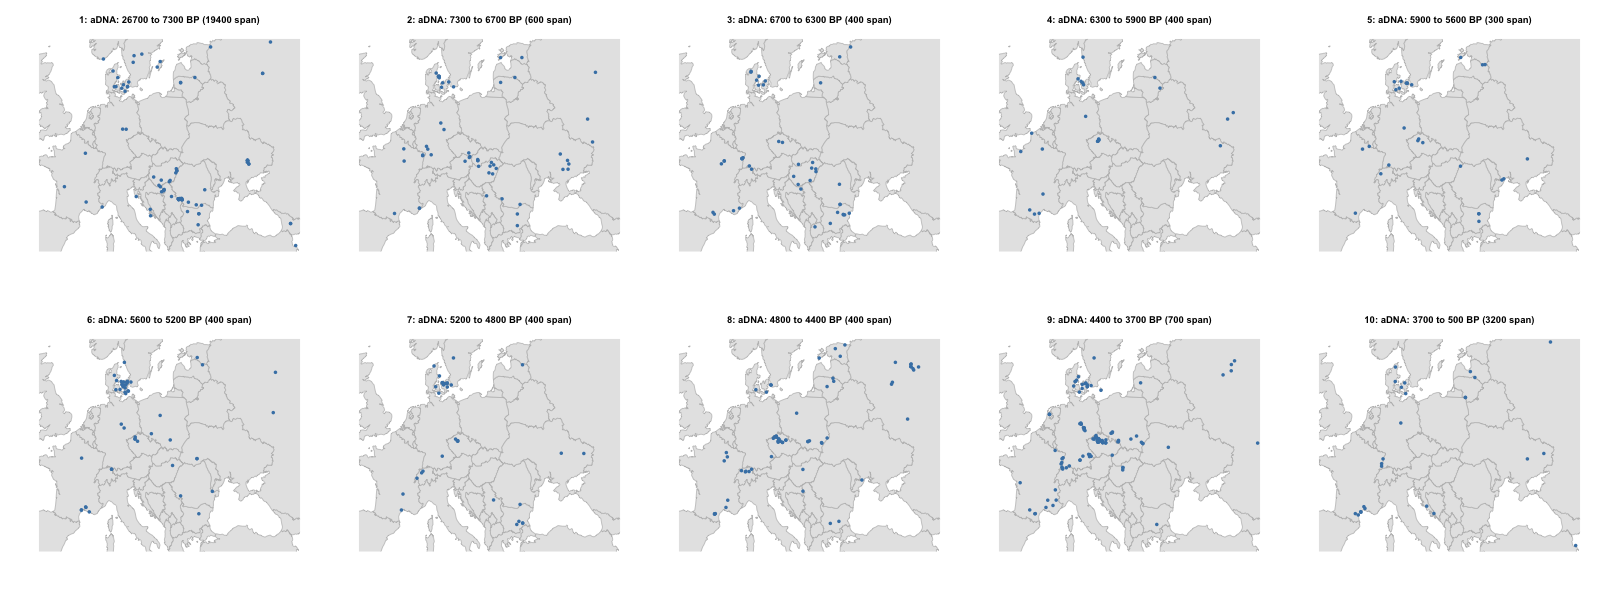 1: aDNA: 26700 to 7300 BP (19400 span)
2: aDNA: 7300 to 6700 BP (600 span)
3: aDNA: 6700 to 6300 BP (400 span)
4: aDNA: 6300 to 5900 BP (400 span)
5: aDNA: 5900 to 5600 BP (300 span)
6: aDNA: 5600 to 5200 BP (400 span)
7: aDNA: 5200 to 4800 BP (400 span)
8: aDNA: 4800 to 4400 BP (400 span)
9: aDNA: 4400 to 3700 BP (700 span)
10: aDNA: 3700 to 500 BP (3200 span)